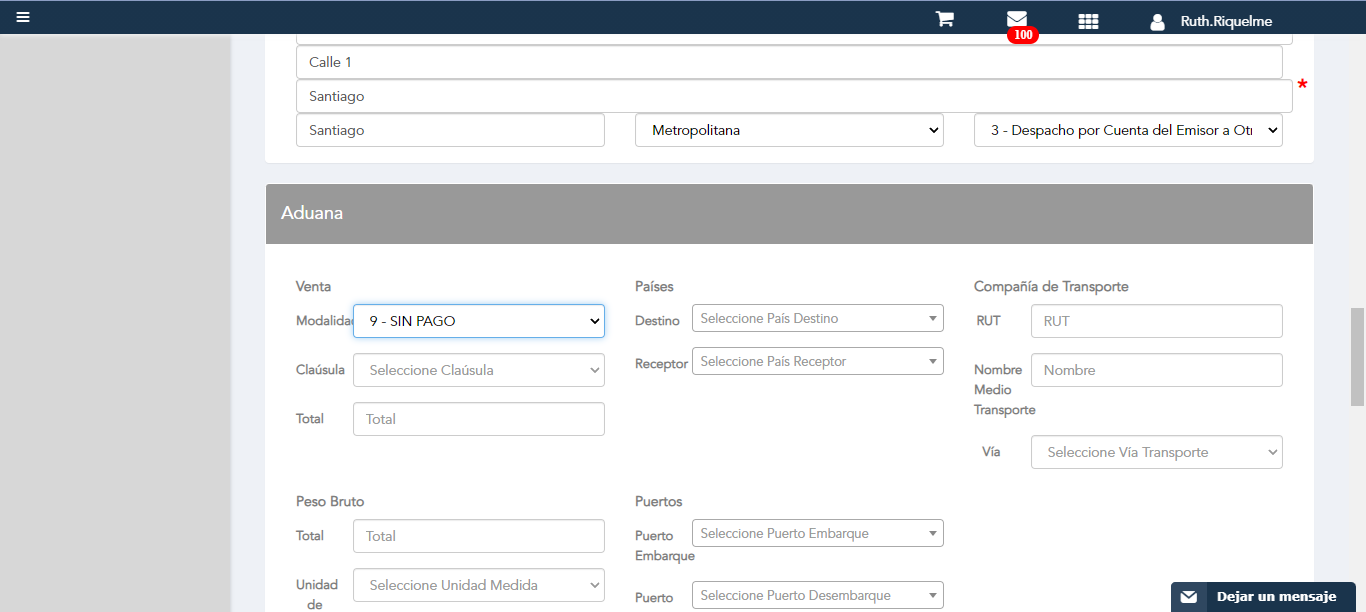 Ruth.Riquelme
100
Calle 1
Santiago
*
Santiago
Metropolitana
3 - Despacho por Cuenta del Emisor a Otr
Aduana
Venta
Modalidad
9 - SIN PAGO
Claúsula
Seleccione Claúsula
Total
Total
Países
Destino
Seleccione País Destino
Receptor
Seleccione País Receptor
Compañía de Transporte
RUT
RUT
Nombre
Medio
Transporte
Nombre
Vía
Seleccione Vía Transporte
Peso Bruto
Total
Total
Unidad
de
Seleccione Unidad Medida
Puertos
Puerto
Embarque
Seleccione Puerto Embarque
Puerto
Seleccione Puerto Desembarque
Dejar un mensaje